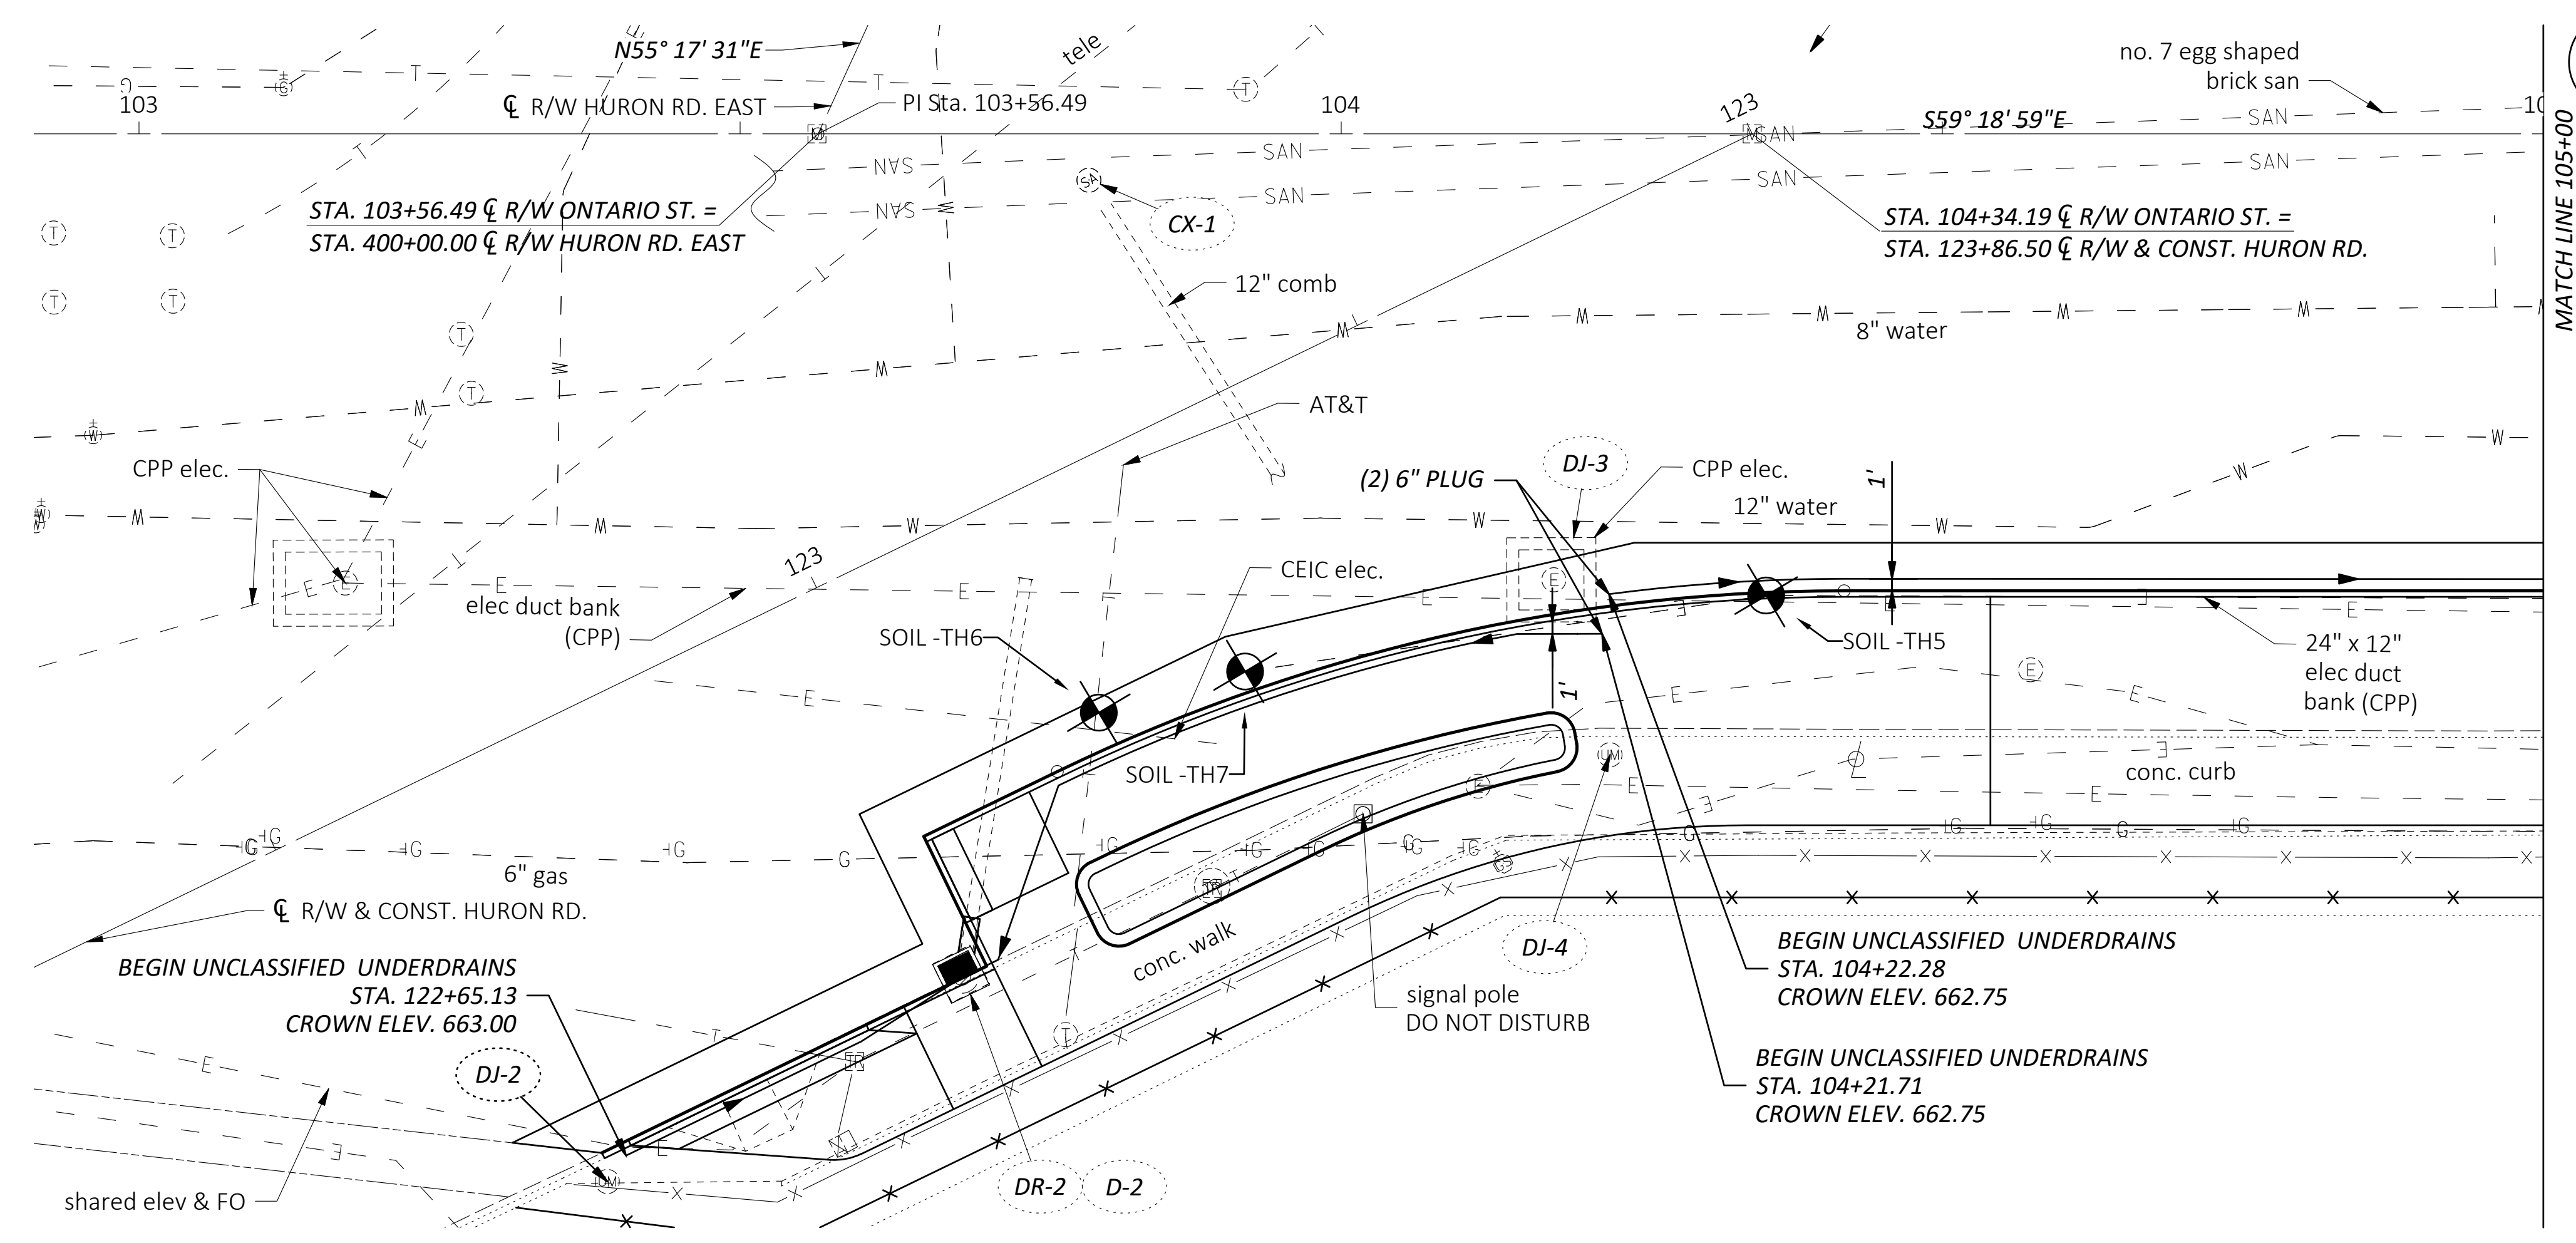 N55° 17' 31"E
tele
no. 7 egg shaped
brick san
103
℄ R/W HURON RD. EAST
PI Sta. 103+56.49
104
123
S59° 18' 59"E
MATCH LINE 105+00
STA. 103+56.49 ℄ R/W ONTARIO ST. =
STA. 400+00.00 ℄ R/W HURON RD. EAST
CX-1
STA. 104+34.19 ℄ R/W ONTARIO ST. =
STA. 123+86.50 ℄ R/W & CONST. HURON RD.
12" comb
8" water
AT&T
CPP elec.
(2) 6" PLUG
DJ-3
CPP elec.
12" water
1'
123
elec duct bank
(CPP)
CEIC elec.
SOIL -TH6
SOIL -TH5
24" x 12"
elec duct
bank (CPP)
1'
SOIL -TH7
conc. curb
6" gas
℄ R/W & CONST. HURON RD.
conc. walk
DJ-4
BEGIN UNCLASSIFIED UNDERDRAINS
STA. 122+65.13
CROWN ELEV. 663.00
signal pole
DO NOT DISTURB
BEGIN UNCLASSIFIED UNDERDRAINS
STA. 104+22.28
CROWN ELEV. 662.75
DJ-2
BEGIN UNCLASSIFIED UNDERDRAINS
STA. 104+21.71
CROWN ELEV. 662.75
shared elev & FO
DR-2
D-2
SAN
SAN
SAN
SAN
SAN
SAN
SAN
SAN